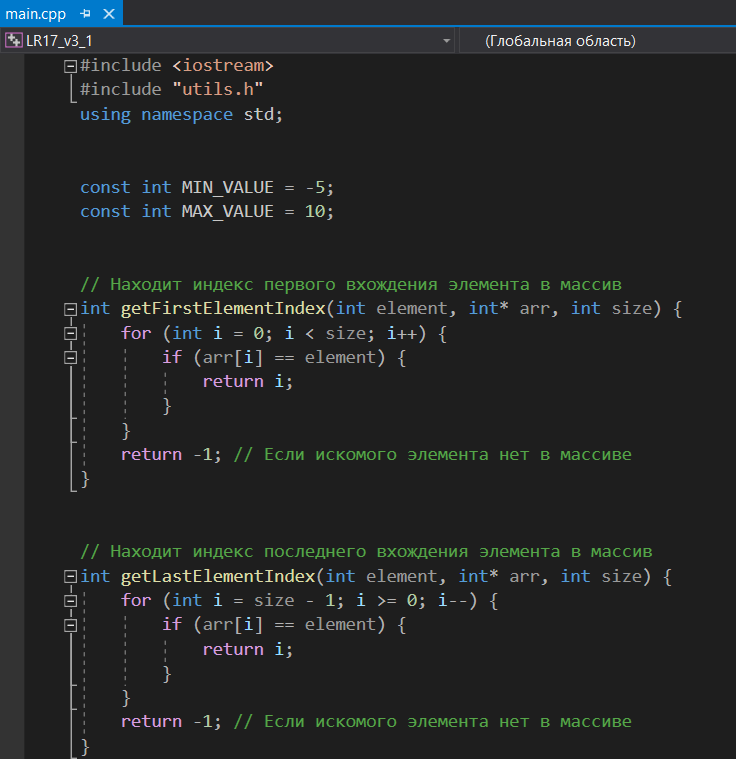 main.cpp
LR17_v3_1
(Глобальная область)
#include <iostream>
#include "utils.h"
using namespace std;
const int MIN_VALUE = -5;
const int MAX_VALUE = 10;
// Находит индекс первого вхождения элемента в массив
int getFirstElementIndex(int element, int* arr, int size) {
for (int i = 0; i < size; i++) {
if (arr[i] == element) {
return i;
}
}
return -1; // Если искомого элемента нет в массиве
}
// Находит индекс последнего вхождения элемента в массив
int getLastElementIndex(int element, int* arr, int size) {
for (int i = size - 1; i >= 0; i--) {
if (arr[i] == element) {
return i;
}
}
return -1; // Если искомого элемента нет в массиве
}